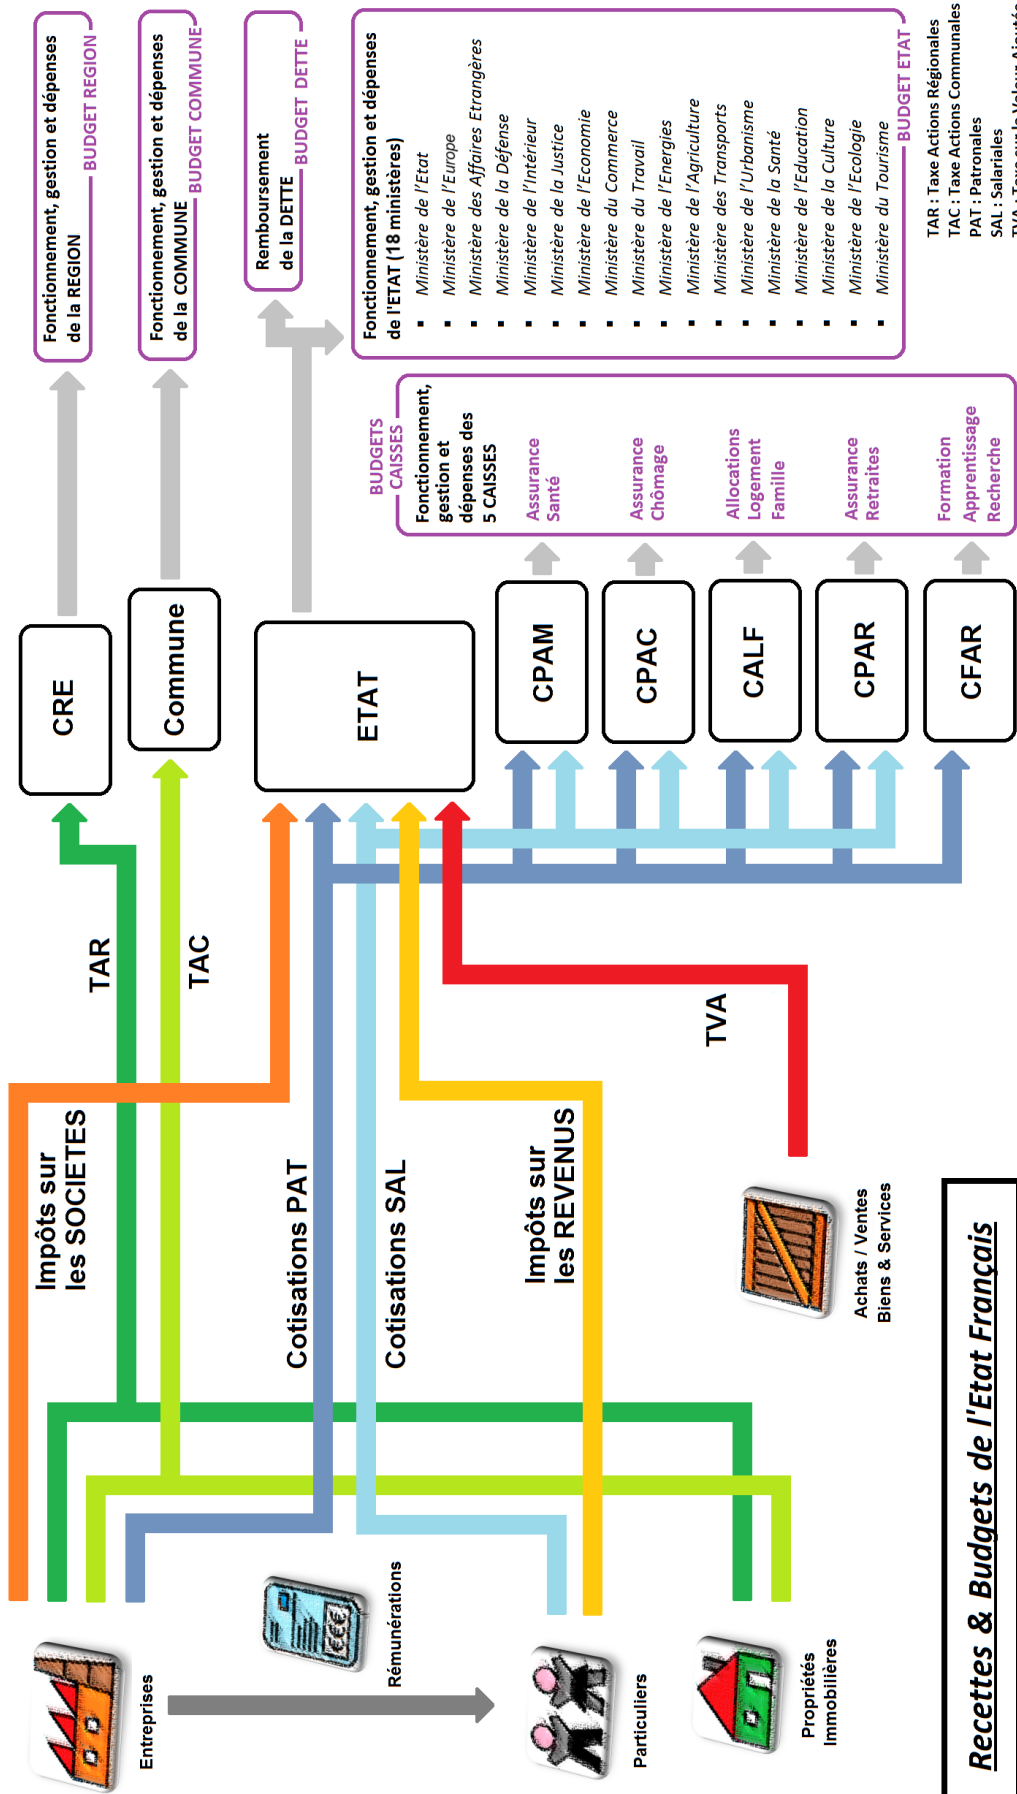 Entreprises
Rémunérations
Particuliers
Propriétés
Immobilières
Impôts sur
les SOCIETES
TAR
TAC
Cotisations PAT
Cotisations SAL
Impôts sur
les REVENUS
TVA
Achats / Ventes
Biens & Services
CRE
Commune
ETAT
CPAM
CPAC
CALF
CPAR
CFAR
Fonctionnement, gestion et dépenses
de la REGION
BUDGET REGION
Fonctionnement, gestion et dépenses
de la COMMUNE
BUDGET COMMUNE
Remboursement
de la DETTE
BUDGET DETTE
Fonctionnement, gestion et dépenses
de l'ETAT (18 ministères)
▪ Ministère de l'Etat
▪ Ministère de l'Europe
▪ Ministère des Affaires Etrangères
▪ Ministère de la Défense
▪ Ministère de l'Intérieur
▪ Ministère de la Justice
▪ Ministère de l'Economie
▪ Ministère du Commerce
▪ Ministère du Travail
▪ Ministère de l'Energies
▪ Ministère de l'Agriculture
▪ Ministère des Transports
▪ Ministère de l'Urbanisme
▪ Ministère de la Santé
▪ Ministère de l'Education
▪ Ministère de la Culture
▪ Ministère de l'Ecologie
▪ Ministère du Tourisme
BUDGET ETAT
BUDGETS
CAISSES
Fonctionnement,
gestion et
dépenses des
5 CAISSES
Assurance
Santé
Assurance
Chômage
Allocations
Logement
Famille
Assurance
Retraites
Formation
Apprentissage
Recherche
TAR : Taxe Actions Régionales
TAC : Taxe Actions Communales
PAT : Patronales
SAL : Salariales
TVA : Taxe sur la Valeur Ajoutée
Recettes & Budgets de l'Etat Français